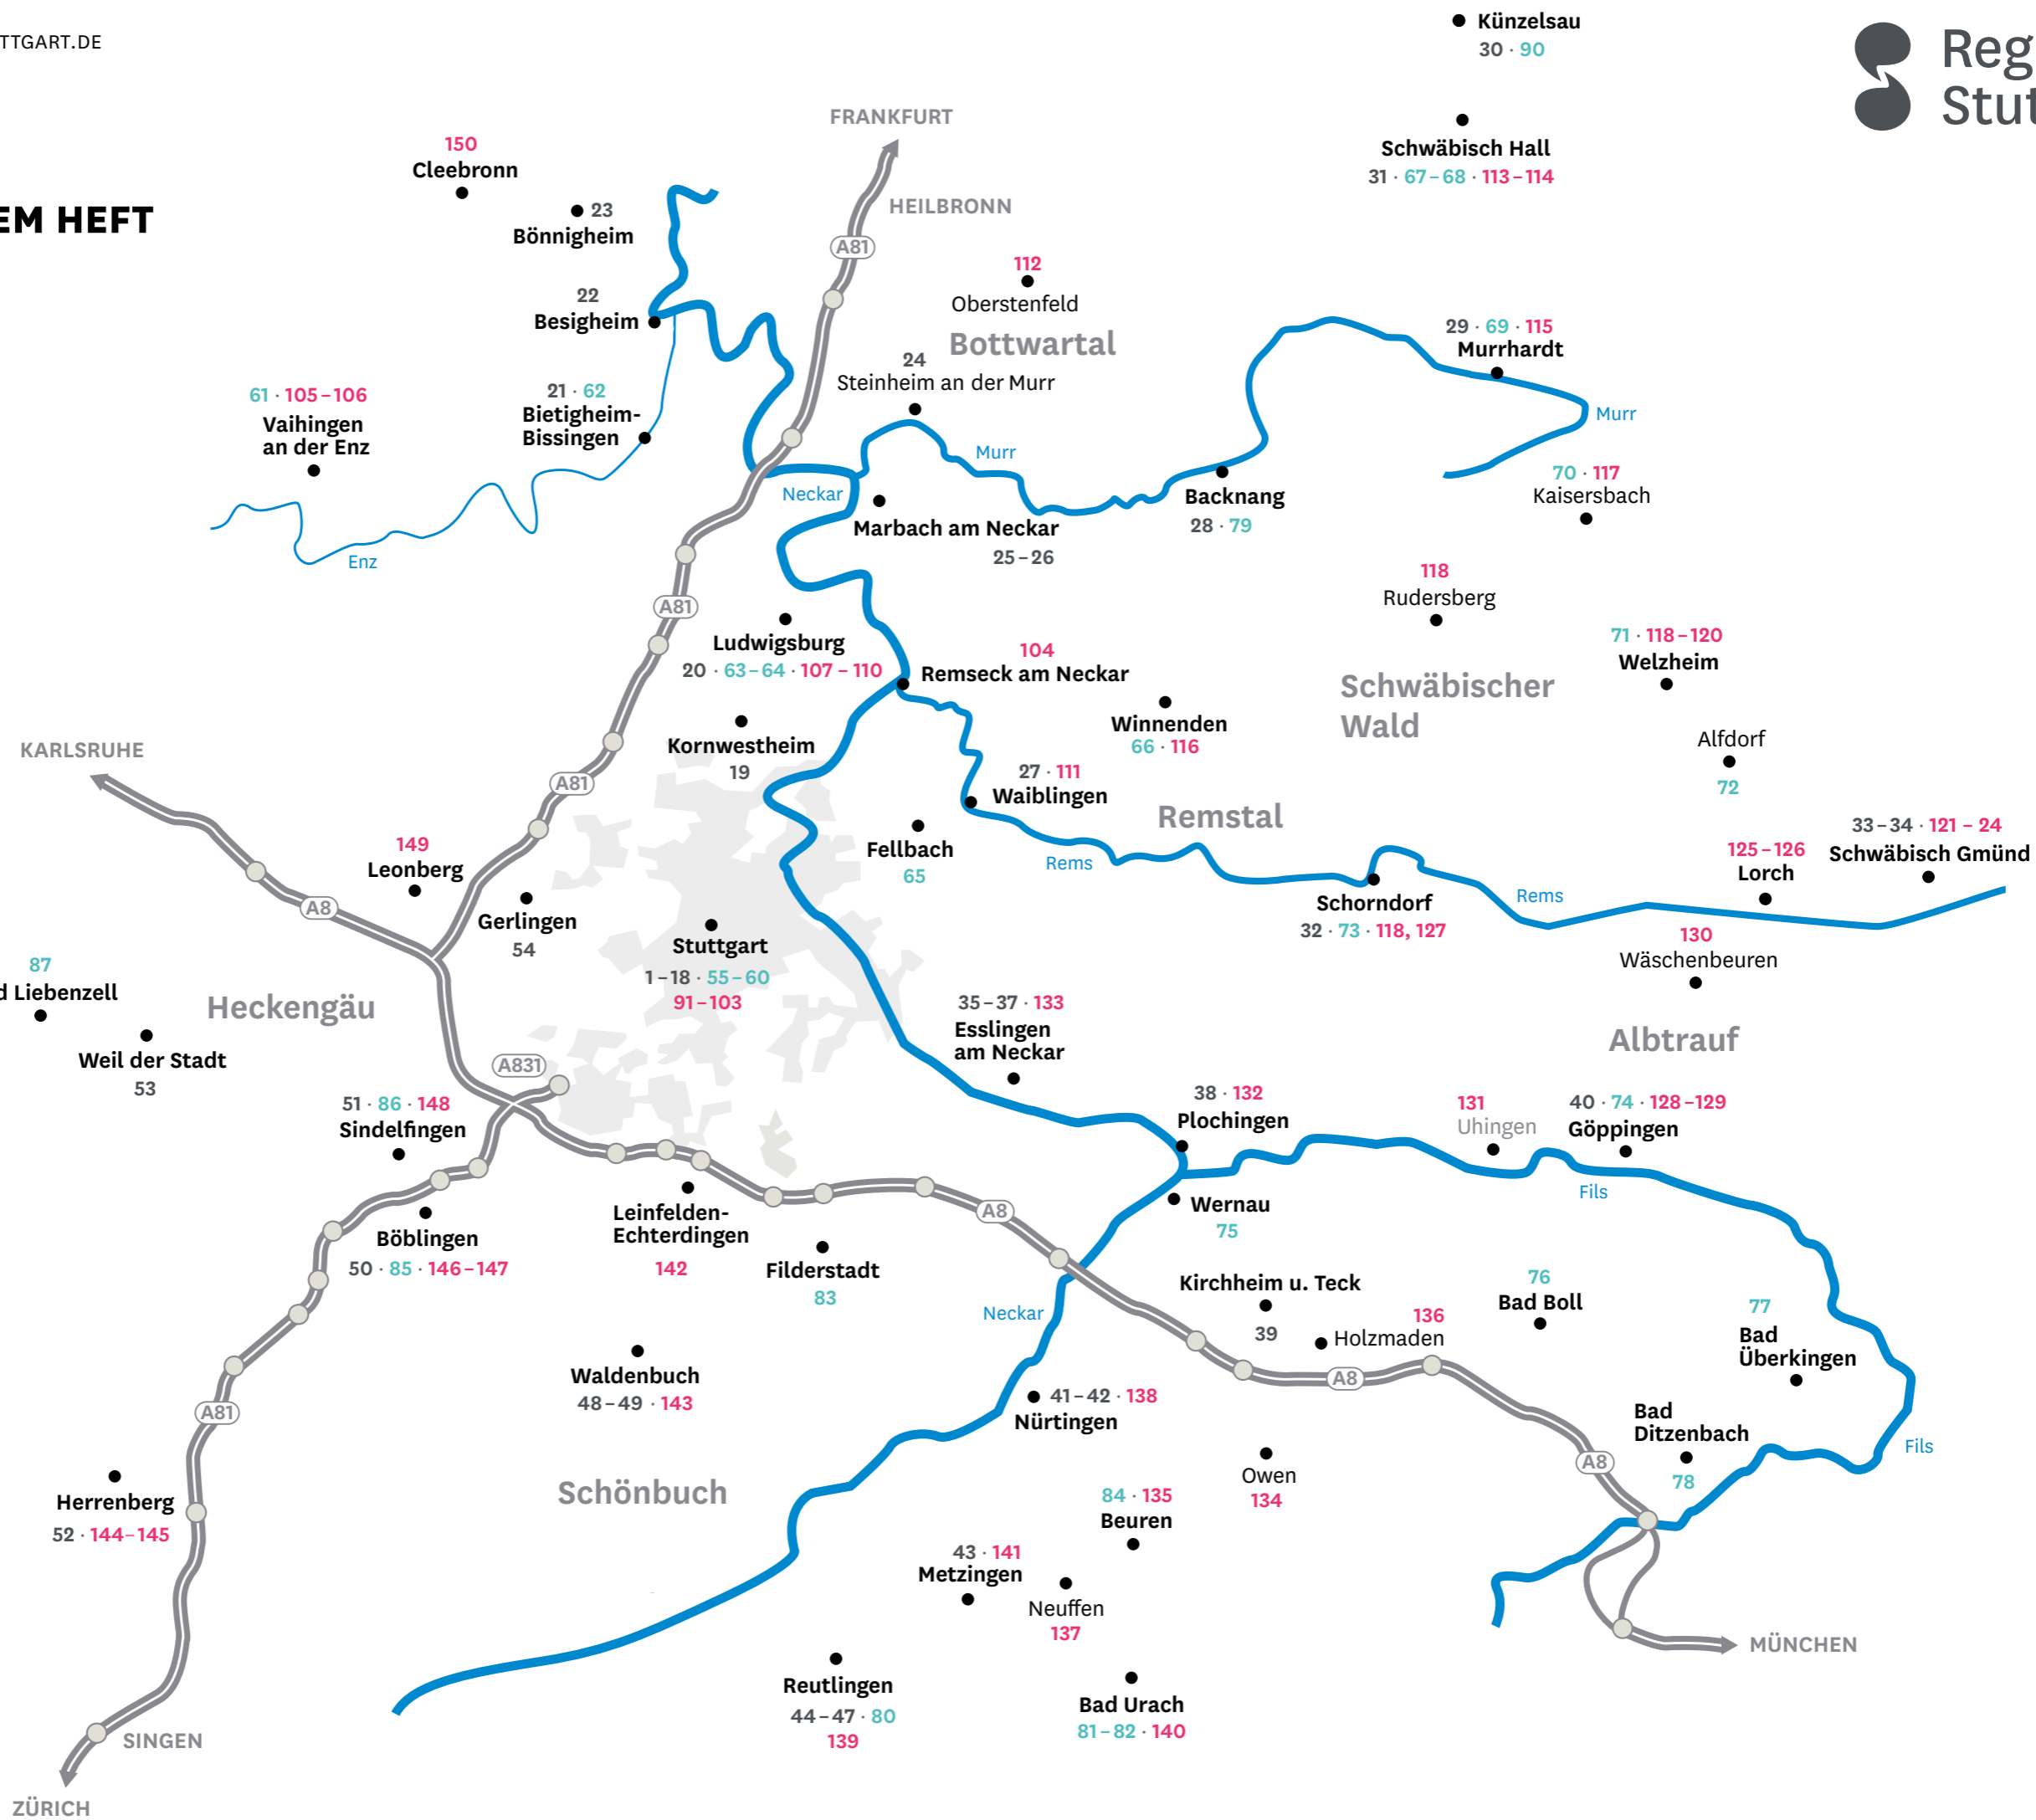 TTGART.DE
EM HEFT
Künzelsau
30 · 90
Reg
Stut
Schwäbisch Hall
31 · 67–68 · 113–114
FRANKFURT
HEILBRONN
A81
150
Cleebronn
23
Bönnigheim
22
Besigheim
112
Oberstenfeld
Bottwartal
24
Steinheim an der Murr
29 · 69 · 115
Murrhardt
Murr
61 · 105–106
Vaihingen
an der Enz
21 · 62
Bietigheim-
Bissingen
Enz
Neckar
Murr
Marbach am Neckar
25–26
Backnang
28 · 79
70 · 117
Kaisersbach
118
Rudersberg
A81
Ludwigsburg
20 · 63–64 · 107 – 110
104
Remseck am Neckar
Winnenden
66 · 116
71 · 118–120
Welzheim
Schwäbischer
Wald
Alfdorf
72
KARLSRUHE
Kornwestheim
19
A81
27 · 111
Waiblingen
Remstal
Fellbach
65
Rems
33–34 · 121 – 24
Schwäbisch Gmünd
125–126
Lorch
149
Leonberg
A8
Gerlingen
54
Schorndorf
32 · 73 · 118, 127
Rems
130
Wäschenbeuren
Stuttgart
1–18 · 55–60
91–103
87
d Liebenzell
Heckengäu
Weil der Stadt
53
35–37 · 133
Esslingen
am Neckar
Albtrauf
A831
51 · 86 · 148
Sindelfingen
38 · 132
Plochingen
131
Uhingen
40 · 74 · 128–129
Göppingen
Fils
Wernau
75
A8
Leinfelden-
Echterdingen
142
Böblingen
50 · 85 · 146–147
Filderstadt
83
Kirchheim u. Teck
39
136
Holzmaden
76
Bad Boll
77
Bad
Überkingen
Neckar
A8
Waldenbuch
48–49 · 143
41–42 · 138
Nürtingen
A81
Bad
Ditzenbach
78
Fils
A8
Herrenberg
52 · 144–145
Schönbuch
Owen
134
84 · 135
Beuren
43 · 141
Metzingen
Neuffen
137
MÜNCHEN
Reutlingen
44–47 · 80
139
Bad Urach
81–82 · 140
SINGEN
ZÜRICH